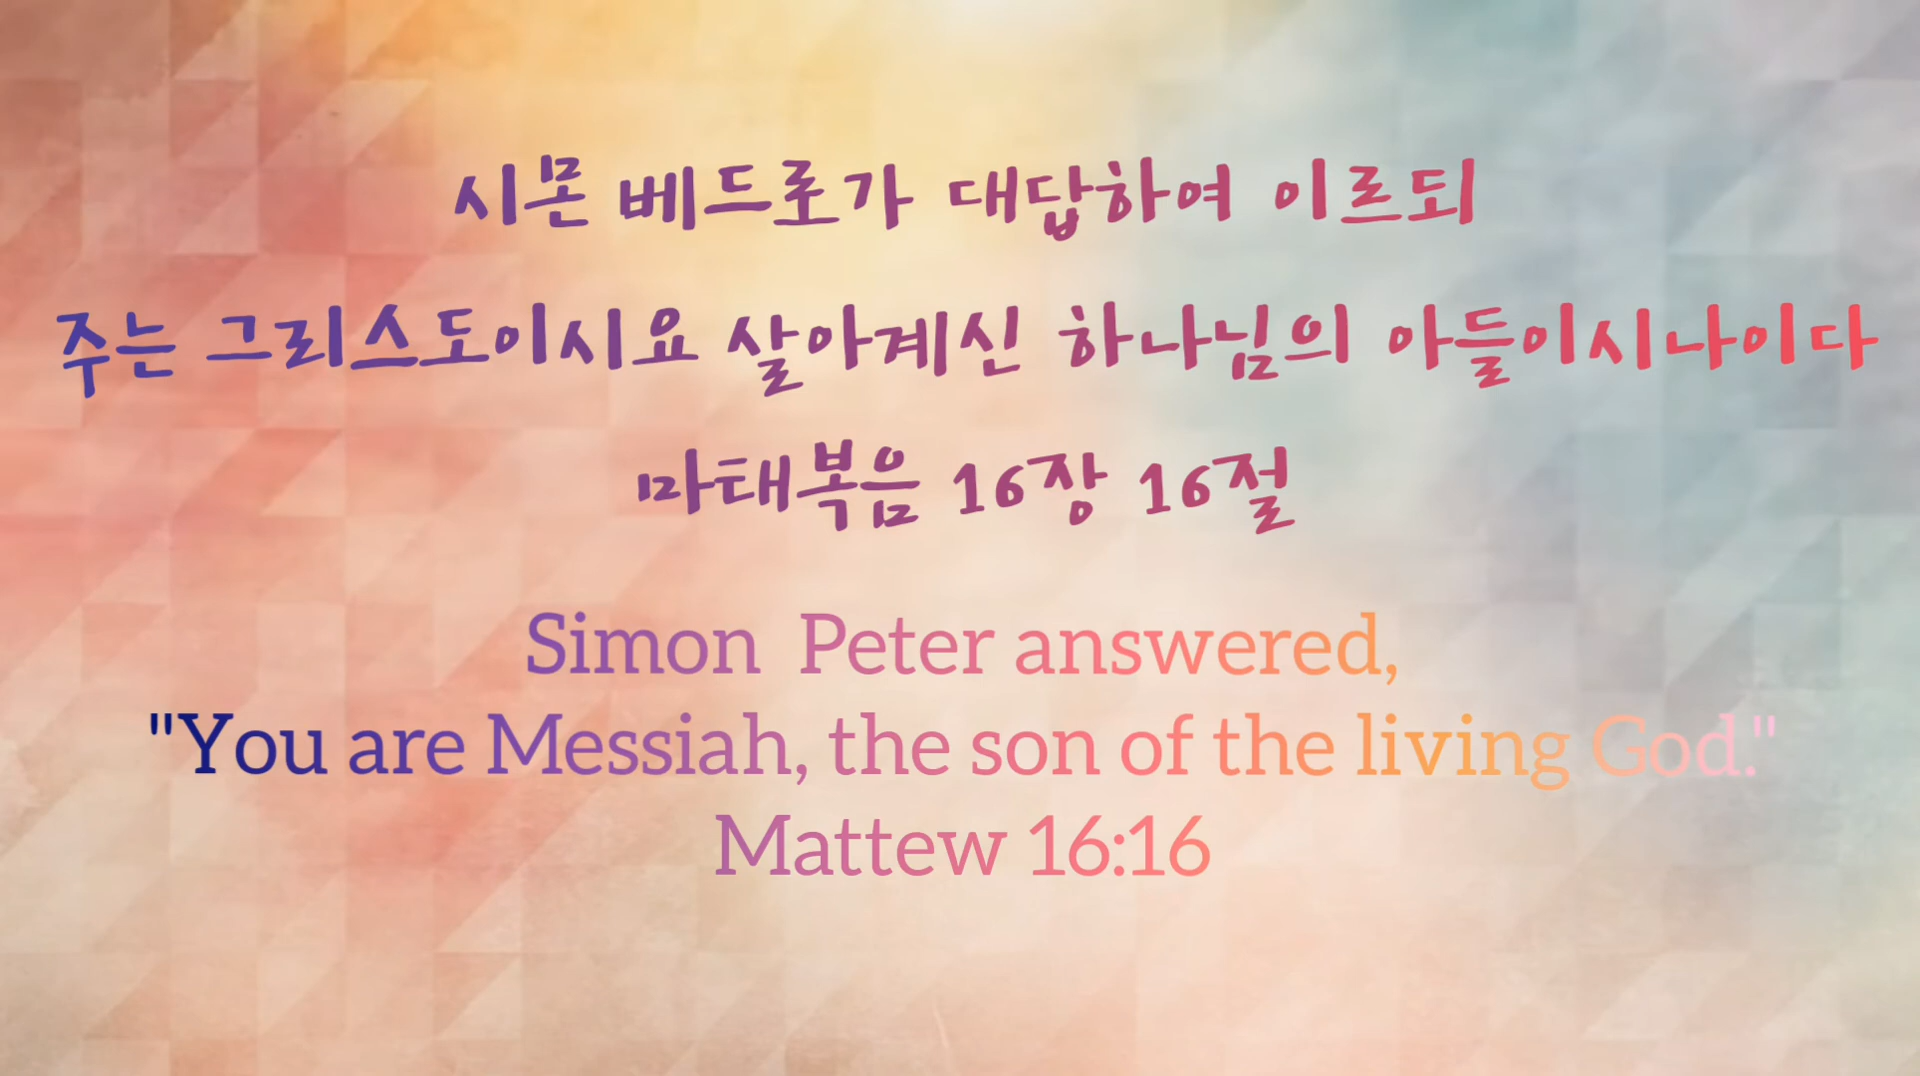 시몬 베드로가 대답하여 이르되
주는 그리스도이시요 살아계신 하나님의 아들이시나이다
마태복음 16장 16절
Simon  Peter answered,
"You are Messiah, the son of the living God."
Mattew 16:16